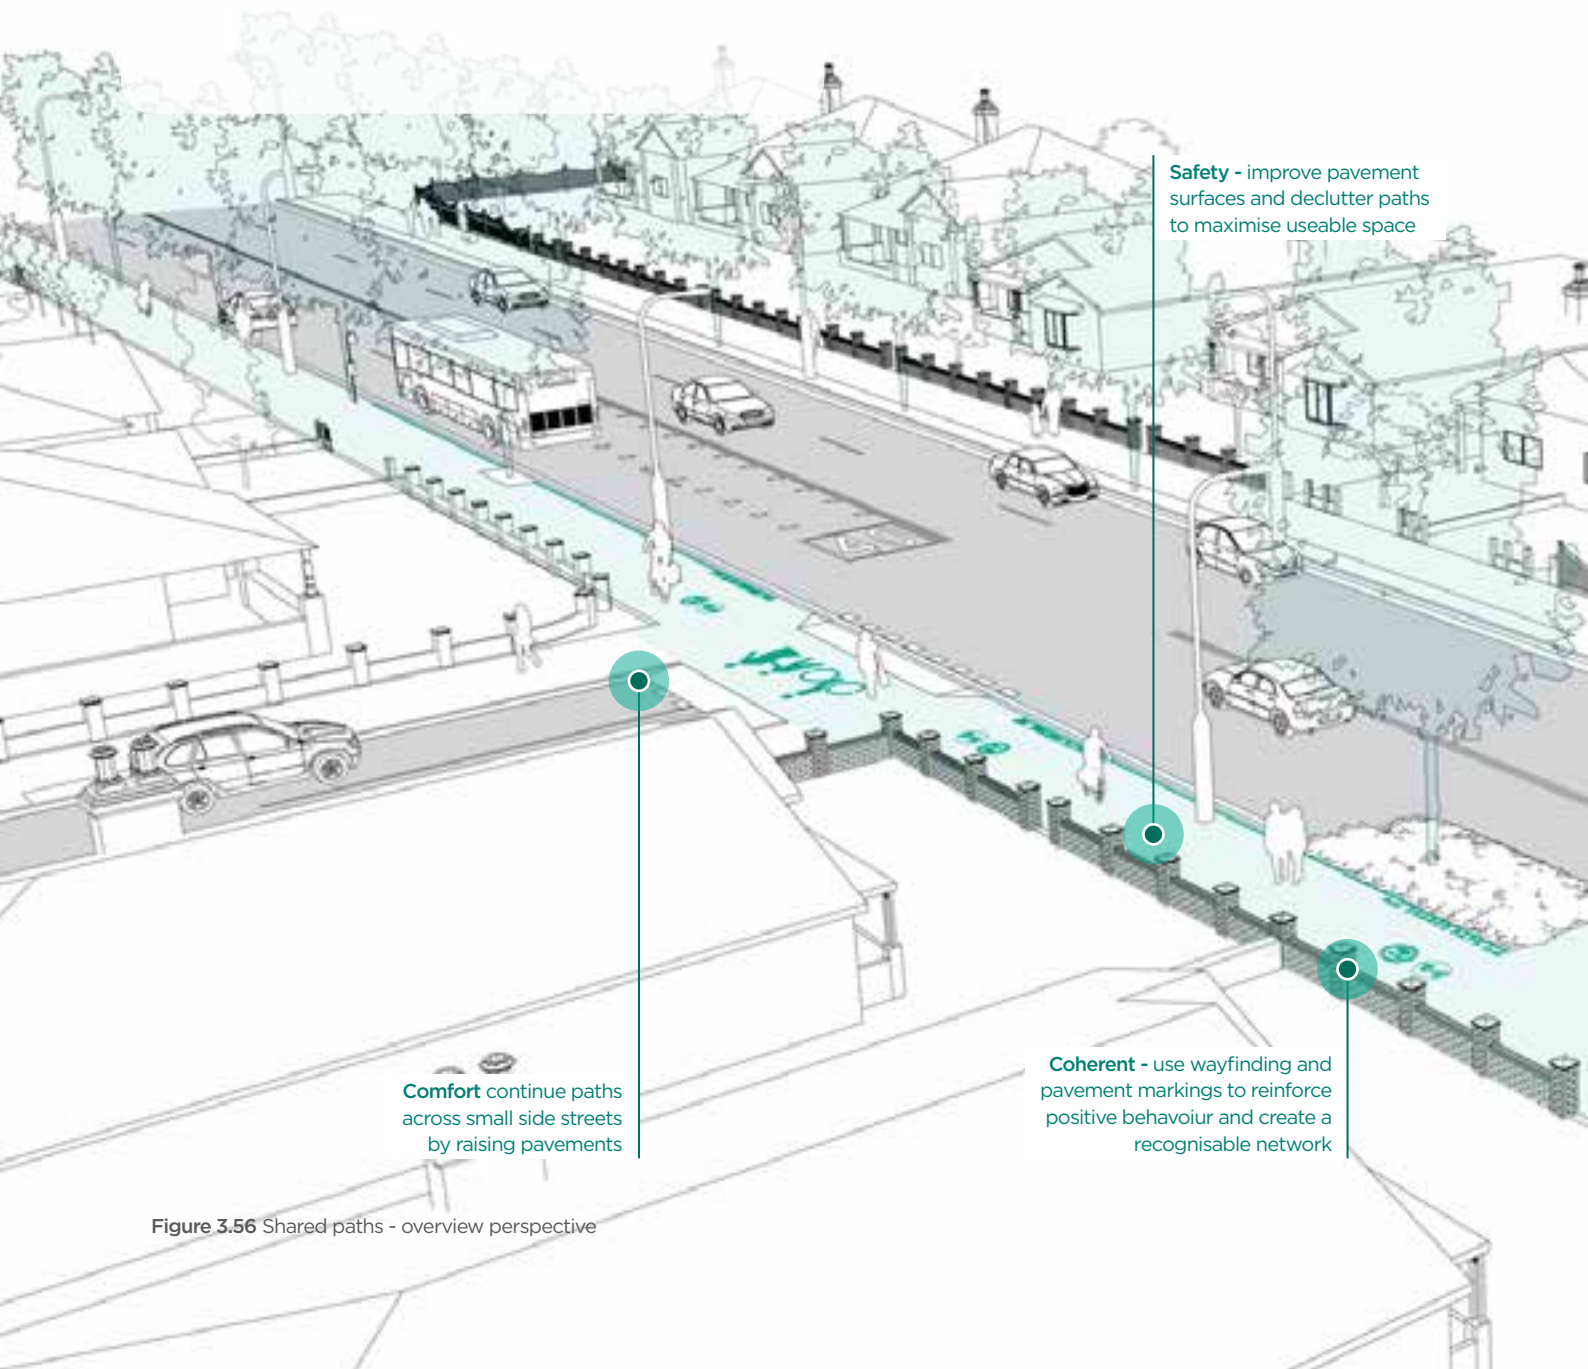 Safety - improve pavement
surfaces and declutter paths
to maximise useable space
Comfort continue paths
across small side streets
by raising pavements
Coherent - use wayfinding and
pavement markings to reinforce
positive behavoiur and create a
recognisable network
Figure 3.56 Shared paths - overview perspective